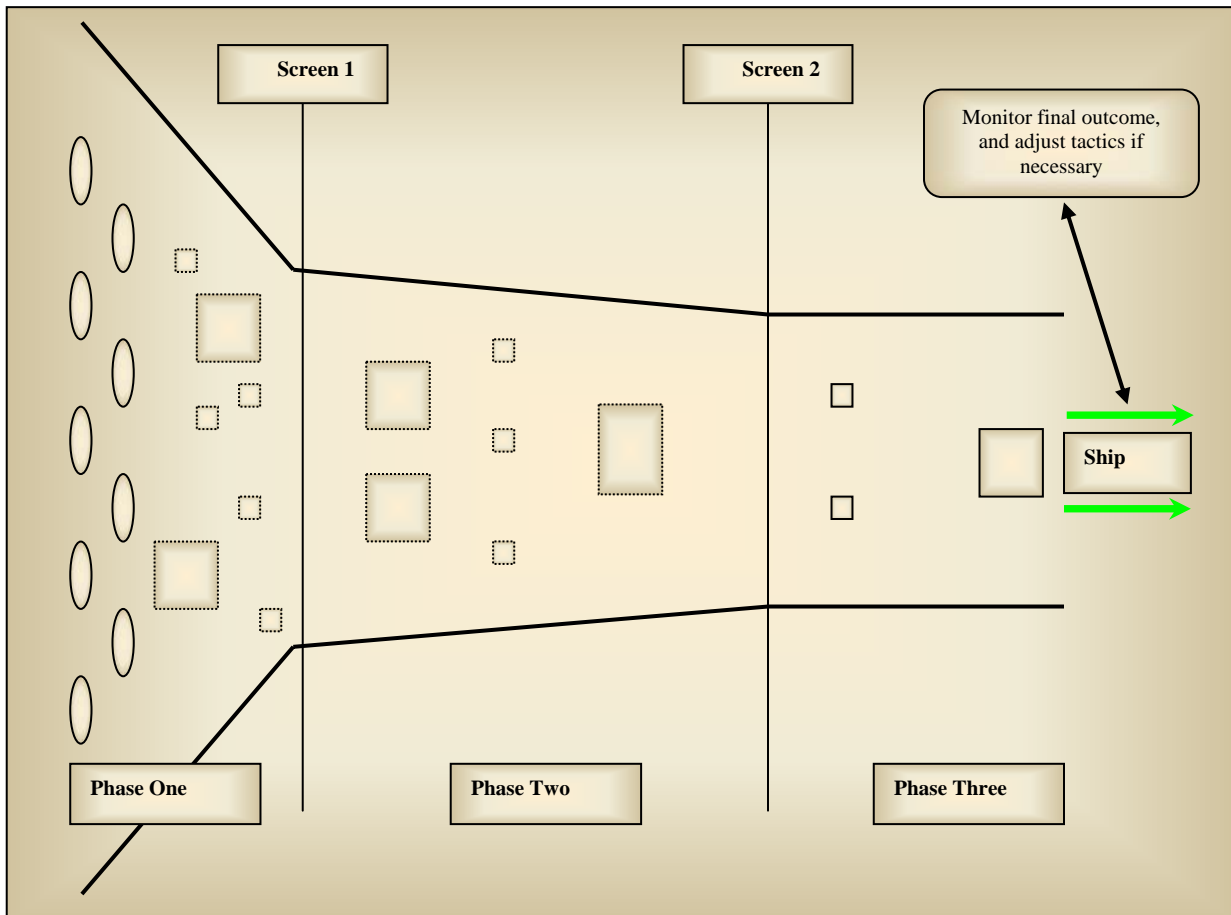 Screen 1
Screen 2
Monitor final outcome,
and adjust tactics if
necessary
Ship
Phase One
Phase Two
Phase Three